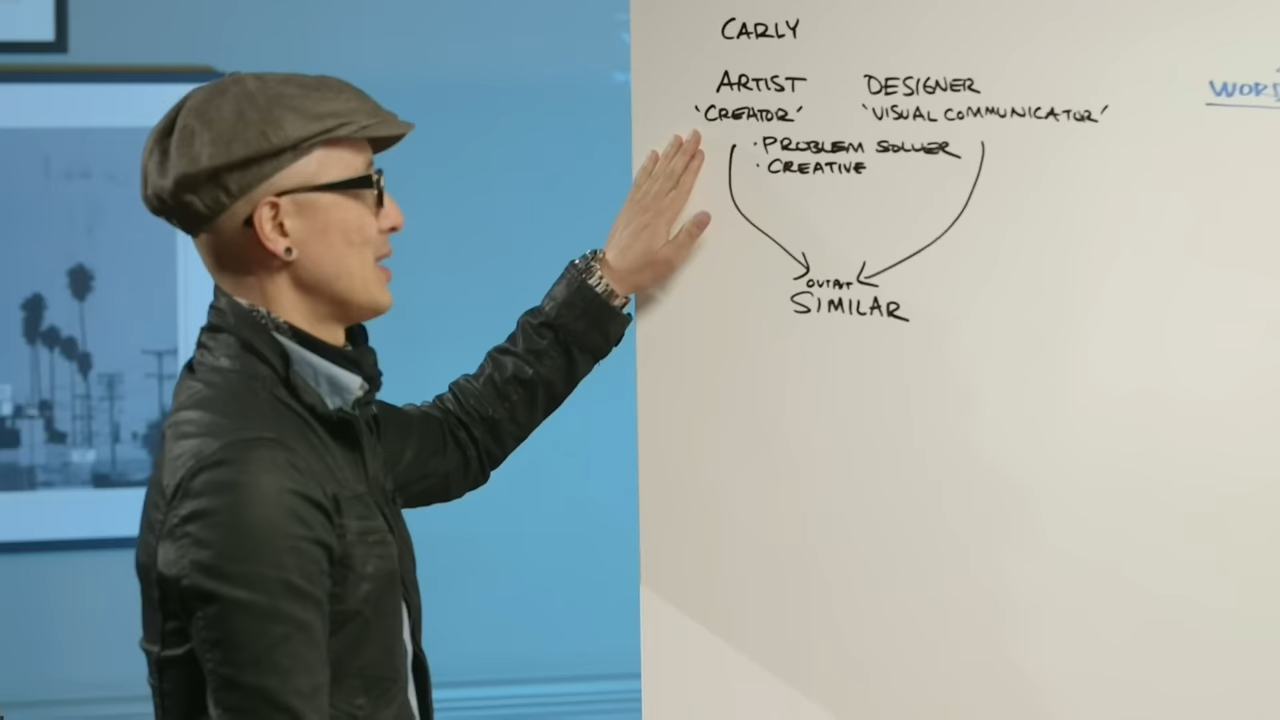 CARLY
ARTIST DESIGNER
'CREATOR' 'VISUAL COMMUNICATOR'
· PROBLEM SOLVER
· CREATIVE
OUTPUT
SIMILAR